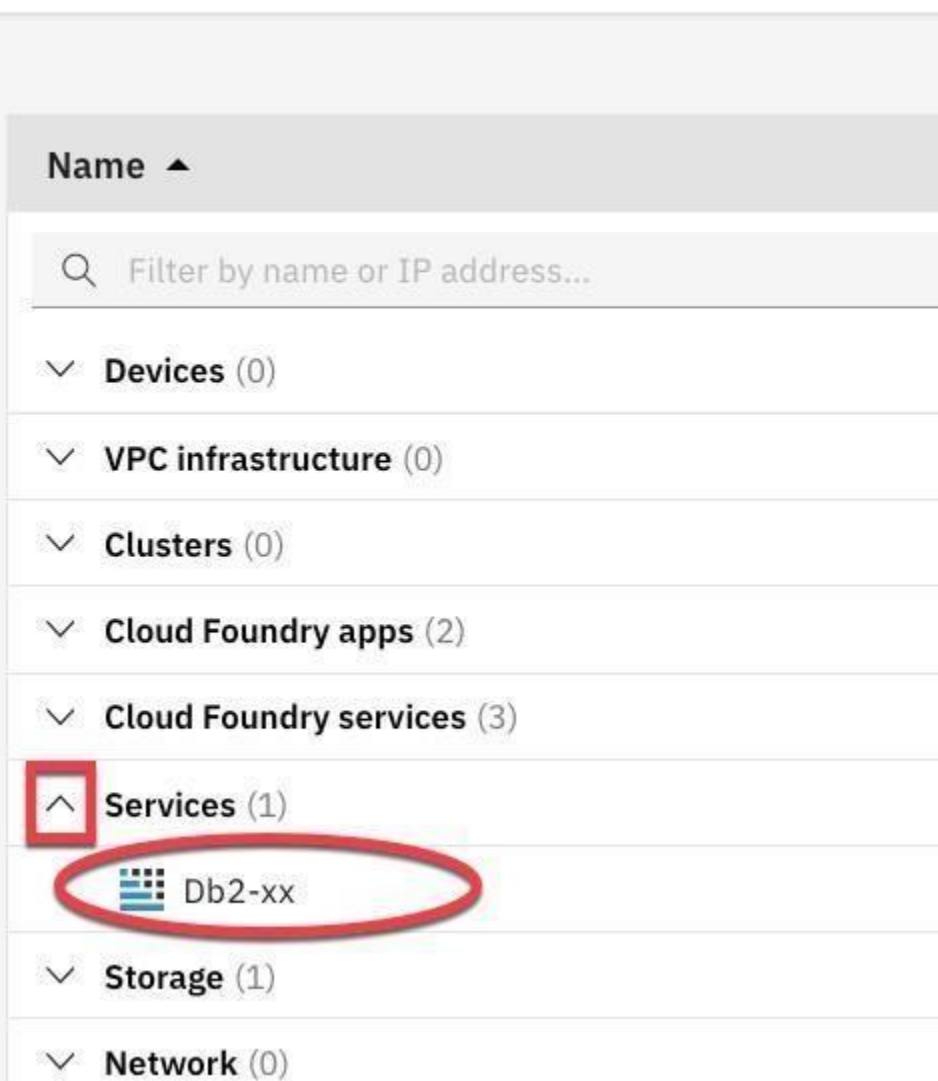 Name
Filter by name or IP address...
Devices (0)
VPC infrastructure (0)
Clusters (0)
Cloud Foundry apps (2)
Cloud Foundry services (3)
Services (1)
Db2-xx
Storage (1)
Network (0)